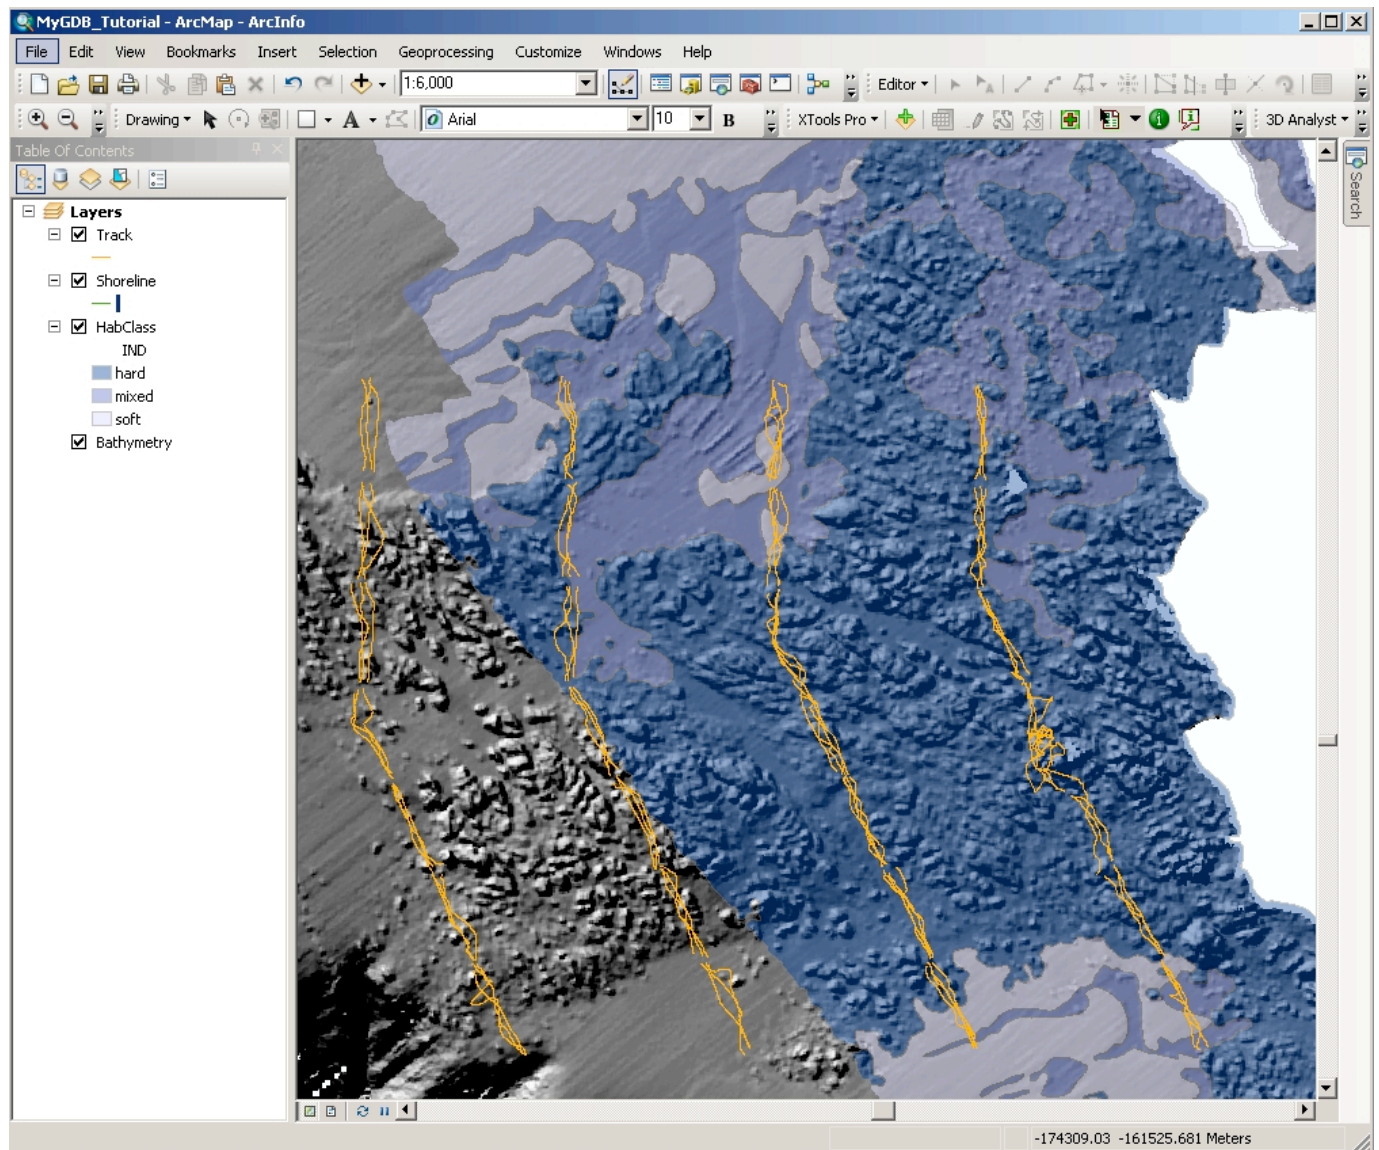 MyGDB_Tutorial - ArcMap - ArcInfo
File Edit View Bookmarks Insert Selection Geoprocessing Customize Windows Help
1:6,000 Editor
Drawing A Arial 10 B XTools Pro 3D Analyst
Table Of Contents
Search
Layers
Track
Shoreline
HabClass
IND
hard
mixed
soft
Bathymetry
-174309.03 -161525.681 Meters